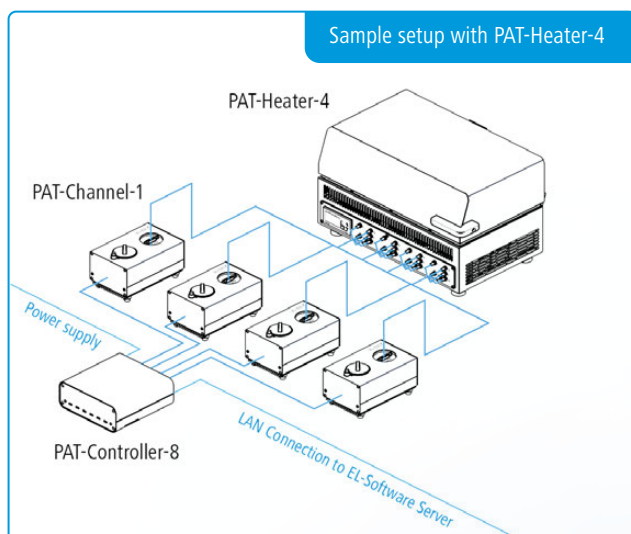 Sample setup with PAT-Heater-4
PAT-Heater-4
PAT-Channel-1
Power supply
PAT-Controller-8
LAN Connection to EL-Software Server